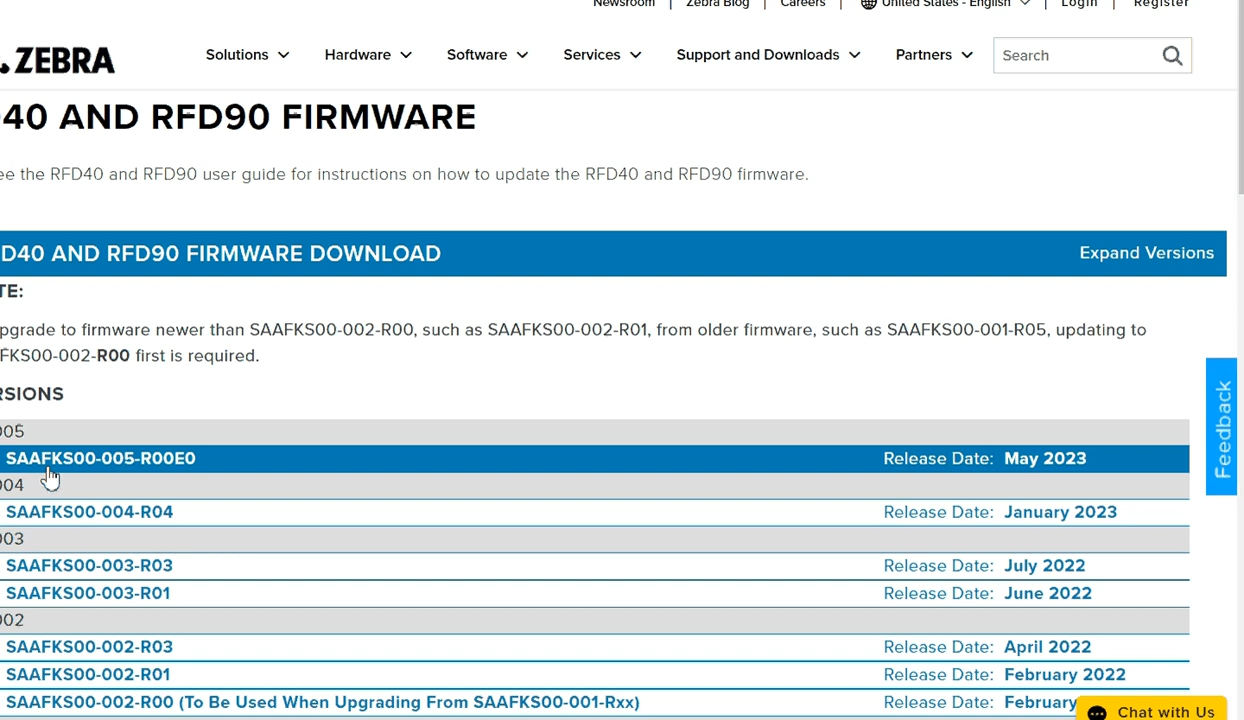 Newsroom | Zebra Blog | Careers | United States - English | Login | Register
ZEBRA Solutions Hardware Software Services Support and Downloads Partners Search
40 AND RFD90 FIRMWARE
ee the RFD40 and RFD90 user guide for instructions on how to update the RFD40 and RFD90 firmware.
D40 AND RFD90 FIRMWARE DOWNLOAD Expand Versions
TE:
pgrade to firmware newer than SAAFKS00-002-R00, such as SAAFKS00-002-R01, from older firmware, such as SAAFKS00-001-R05, updating to
FKS00-002-R00 first is required.
Feedback
RSIONS
005
SAAFKS00-005-R00E0 Release Date: May 2023
004
SAAFKS00-004-R04 Release Date: January 2023
003
SAAFKS00-003-R03 Release Date: July 2022
SAAFKS00-003-R01 Release Date: June 2022
002
SAAFKS00-002-R03 Release Date: April 2022
SAAFKS00-002-R01 Release Date: February 2022
SAAFKS00-002-R00 (To Be Used When Upgrading From SAAFKS00-001-Rxx) Release Date: February
Chat with Us